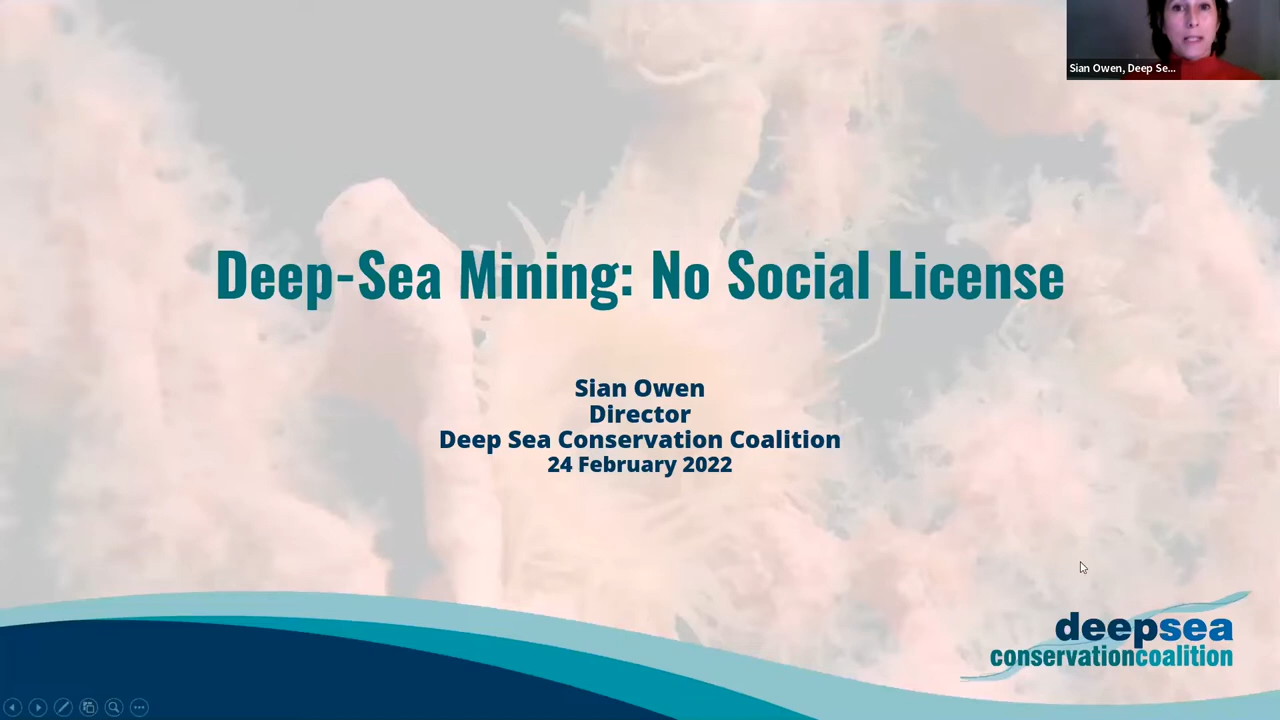 Sian Owen, Deep Se...
Deep-Sea Mining: No Social License
Sian Owen
Director
Deep Sea Conservation Coalition
24 February 2022
deepsea
conservationcoalition